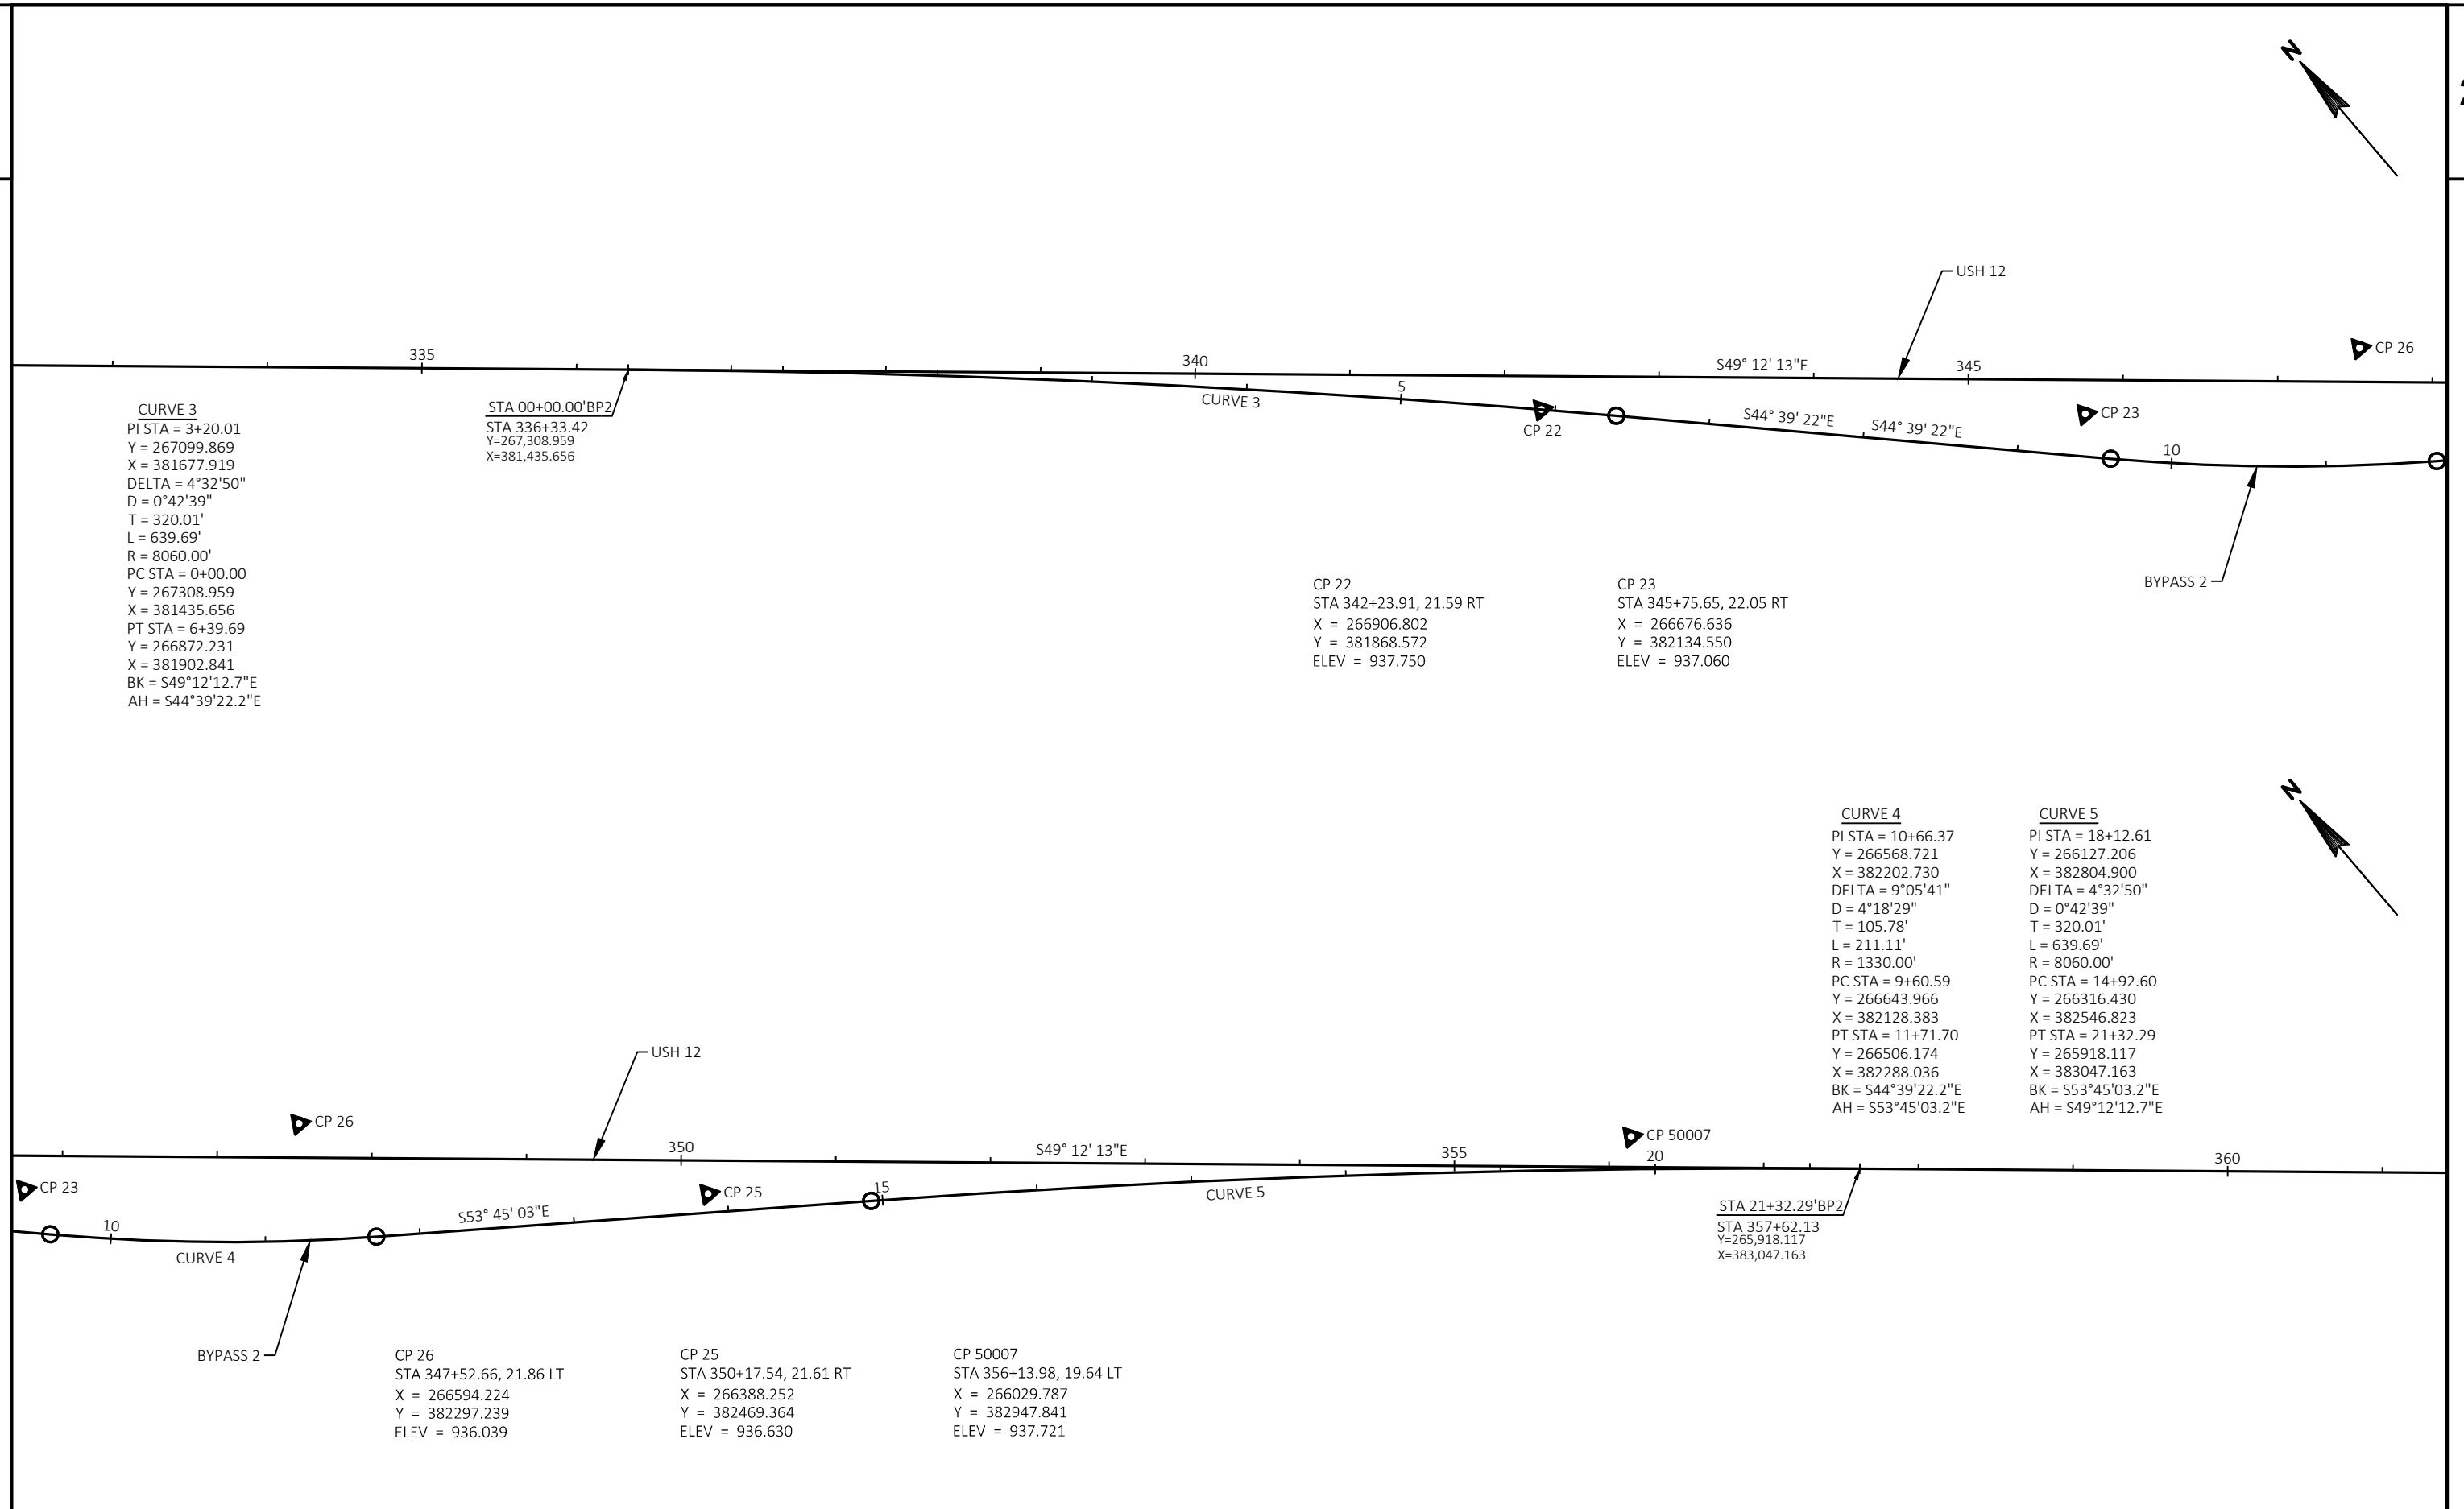 N
USH 12
335
340
S49° 12' 13"E
345
CP 26
5
CURVE 3
CP 22
S44° 39' 22"E
S44° 39' 22"E
CP 23
10
STA 00+00.00'BP2
STA 336+33.42
Y=267,308.959
X=381,435.656
CURVE 3
PI STA = 3+20.01
Y = 267099.869
X = 381677.919
DELTA = 4°32'50"
D = 0°42'39"
T = 320.01'
L = 639.69'
R = 8060.00'
PC STA = 0+00.00
Y = 267308.959
X = 381435.656
PT STA = 6+39.69
Y = 266872.231
X = 381902.841
BK = S49°12'12.7"E
AH = S44°39'22.2"E
CP 22
STA 342+23.91, 21.59 RT
X = 266906.802
Y = 381868.572
ELEV = 937.750
CP 23
STA 345+75.65, 22.05 RT
X = 266676.636
Y = 382134.550
ELEV = 937.060
BYPASS 2
N
CURVE 4
PI STA = 10+66.37
Y = 266568.721
X = 382202.730
DELTA = 9°05'41"
D = 4°18'29"
T = 105.78'
L = 211.11'
R = 1330.00'
PC STA = 9+60.59
Y = 266643.966
X = 382128.383
PT STA = 11+71.70
Y = 266506.174
X = 382288.036
BK = S44°39'22.2"E
AH = S53°45'03.2"E
CURVE 5
PI STA = 18+12.61
Y = 266127.206
X = 382804.900
DELTA = 4°32'50"
D = 0°42'39"
T = 320.01'
L = 639.69'
R = 8060.00'
PC STA = 14+92.60
Y = 266316.430
X = 382546.823
PT STA = 21+32.29
Y = 265918.117
X = 383047.163
BK = S53°45'03.2"E
AH = S49°12'12.7"E
USH 12
CP 26
350
S49° 12' 13"E
355
CP 50007
20
360
CP 23
CP 25
15
CURVE 5
10
S53° 45' 03"E
CURVE 4
STA 21+32.29'BP2
STA 357+62.13
Y=265,918.117
X=383,047.163
BYPASS 2
CP 26
STA 347+52.66, 21.86 LT
X = 266594.224
Y = 382297.239
ELEV = 936.039
CP 25
STA 350+17.54, 21.61 RT
X = 266388.252
Y = 382469.364
ELEV = 936.630
CP 50007
STA 356+13.98, 19.64 LT
X = 266029.787
Y = 382947.841
ELEV = 937.721